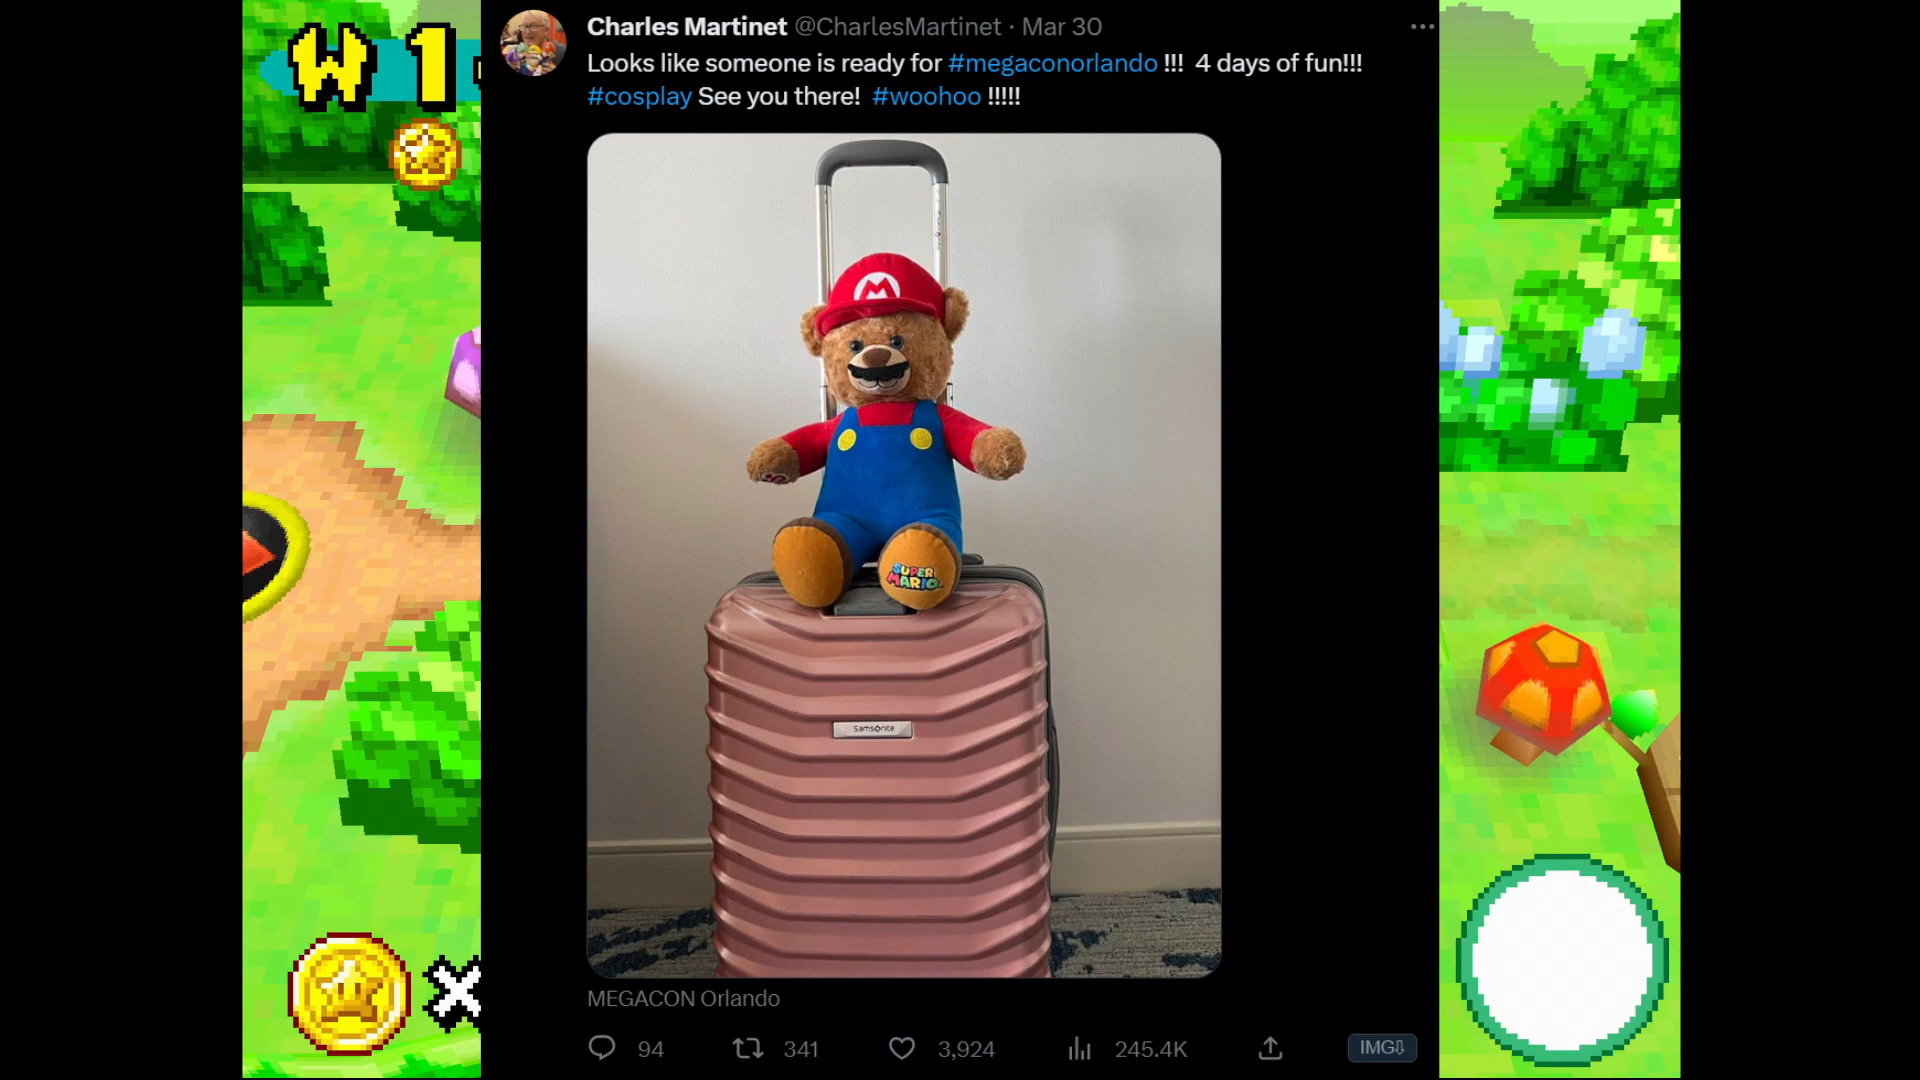 W 1
Charles Martinet @CharlesMartinet · Mar 30
Looks like someone is ready for #megaconorlando !!! 4 days of fun!!!
#cosplay See you there! #woohoo !!!!!
M
SUPER
MARIO
Samsonite
MEGACON Orlando
94 341 3,924 245.4K IMG⇩
×